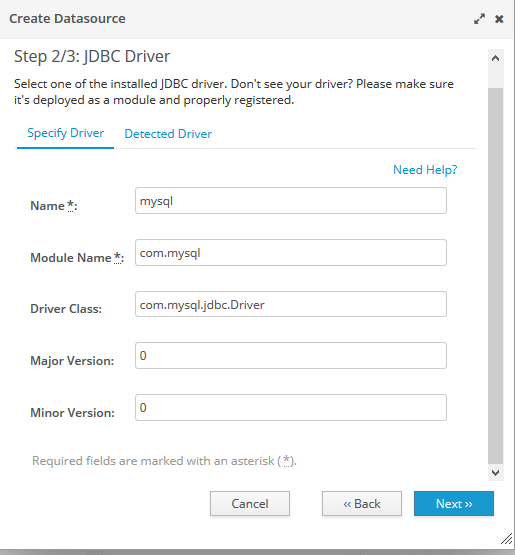 Create Datasource
Step 2/3: JDBC Driver
Select one of the installed JDBC driver. Don't see your driver? Please make sure
it's deployed as a module and properly registered.
Specify Driver Detected Driver
Need Help?
Name *: mysql
Module Name *: com.mysql
Driver Class: com.mysql.jdbc.Driver
Major Version: 0
Minor Version: 0
Required fields are marked with an asterisk ( * ).
Cancel ‹‹ Back Next ››